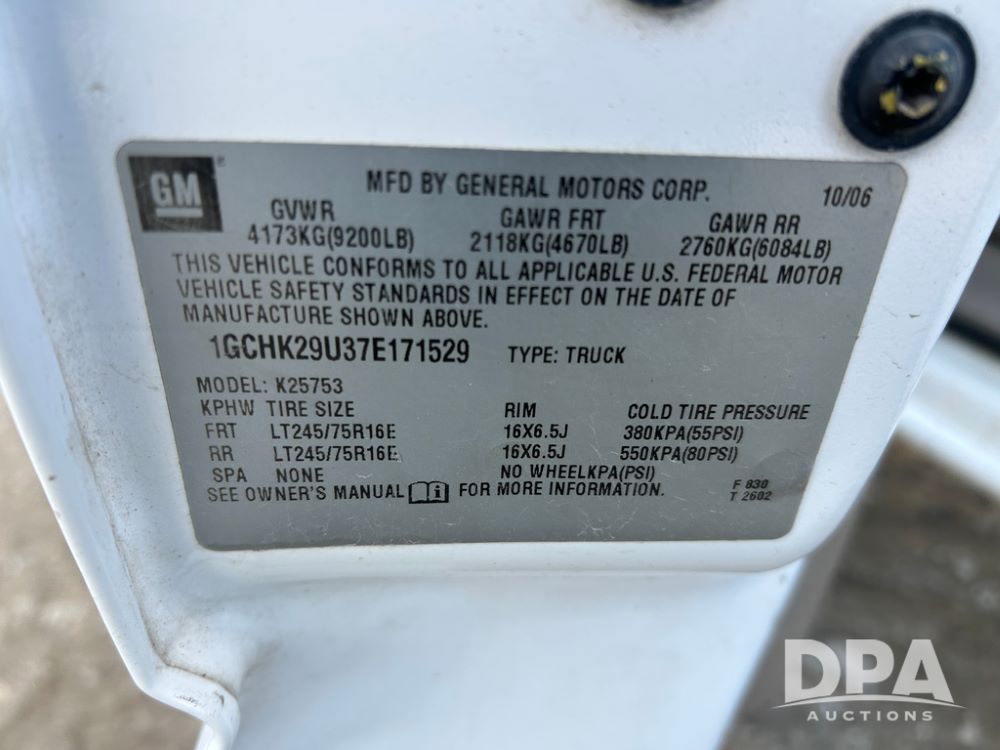 GM MFD BY GENERAL MOTORS CORP. 10/06
GVWR GAWR FRT GAWR RR
4173KG(9200LB) 2118KG(4670LB) 2760KG(6084LB)
THIS VEHICLE CONFORMS TO ALL APPLICABLE U.S. FEDERAL MOTOR
VEHICLE SAFETY STANDARDS IN EFFECT ON THE DATE OF
MANUFACTURE SHOWN ABOVE.
1GCHK29U37E171529 TYPE: TRUCK
MODEL: K25753
KPHW TIRE SIZE RIM COLD TIRE PRESSURE
FRT LT245/75R16E 16X6.5J 380KPA(55PSI)
RR LT245/75R16E 16X6.5J 550KPA(80PSI)
SPA NONE NO WHEELKPA(PSI)
SEE OWNER'S MANUAL FOR MORE INFORMATION.
F 830
T 2602
DPA
AUCTIONS